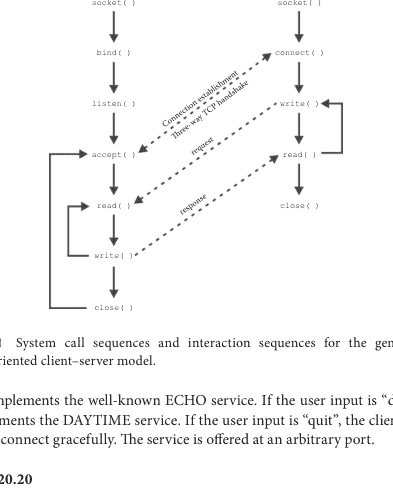 socket( ) socket( )
bind( ) connect( )
Connection establishment
Three-way TCP handshake
listen( ) write( )
request
accept( ) read( )
response
read( ) close( )
write( )
close( )
System call sequences and interaction sequences for the gen
riented client–server model.
mplements the well-known ECHO service. If the user input is “d
ments the DAYTIME service. If the user input is “quit”, the clien
connect gracefully. The service is offered at an arbitrary port.
20.20